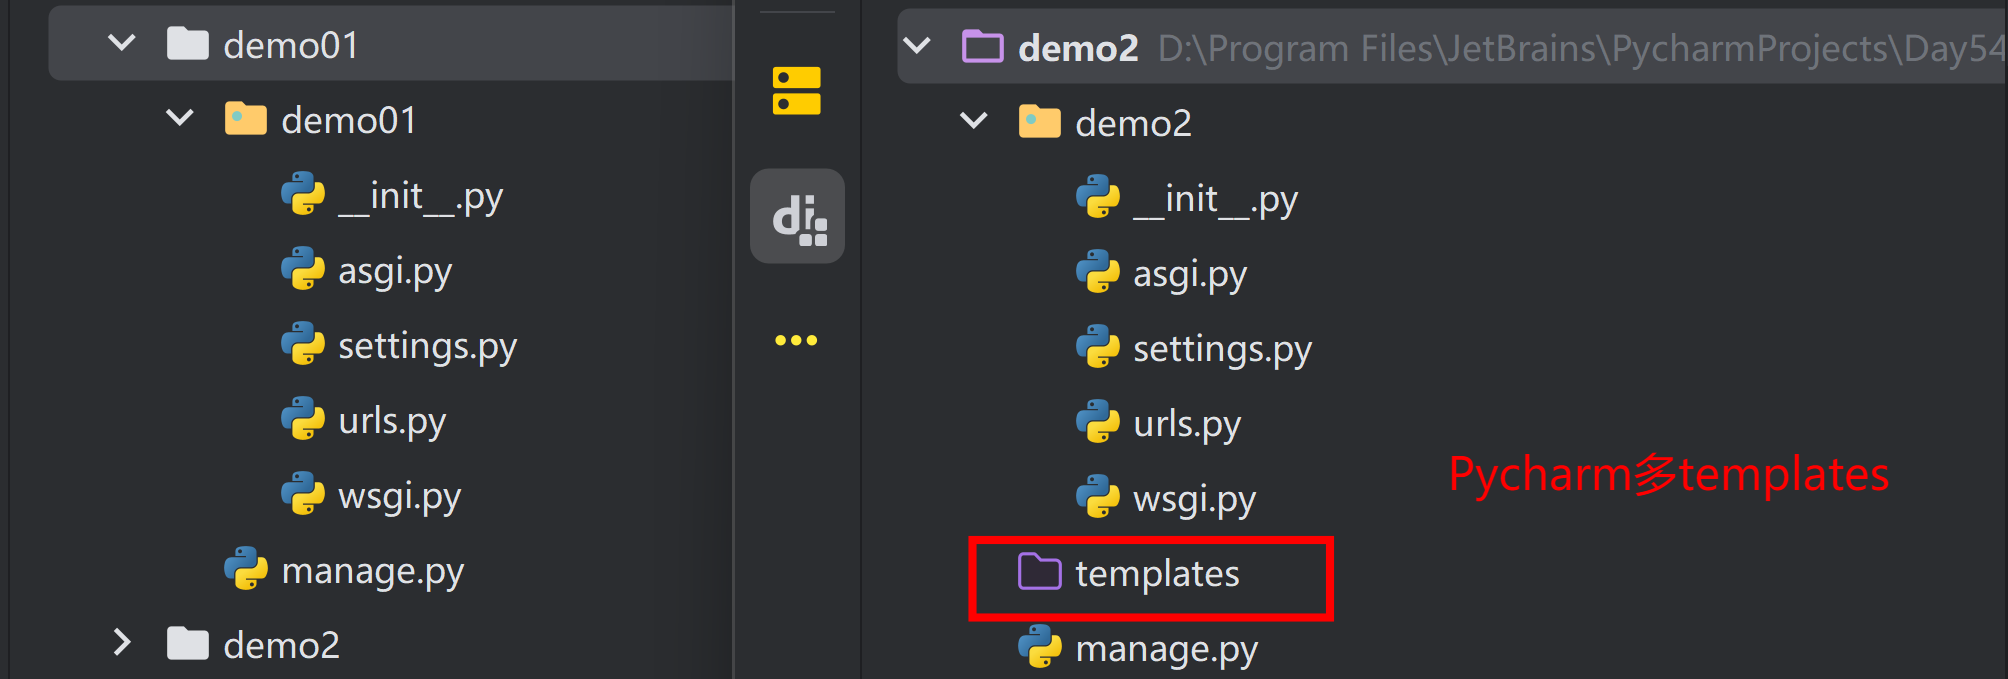 demo01
demo01
__init__.py
asgi.py
settings.py
urls.py
wsgi.py
manage.py
demo2
dj
demo2 D:\Program Files\JetBrains\PycharmProjects\Day54
demo2
__init__.py
asgi.py
settings.py
urls.py
wsgi.py
Pycharm多templates
templates
manage.py